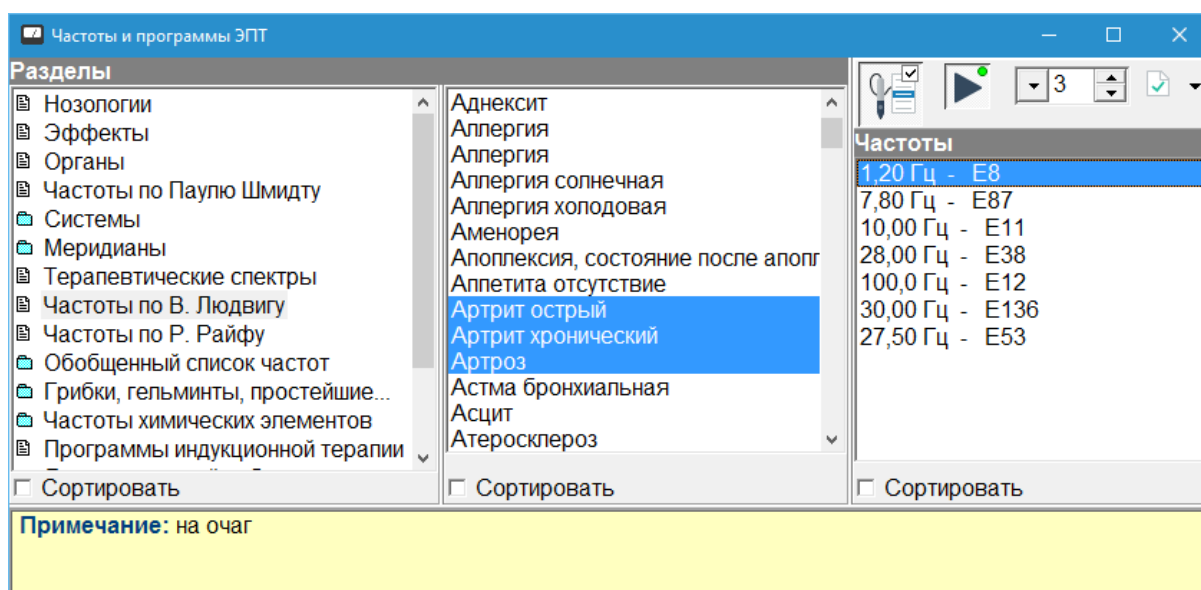 Частоты и программы ЭПТ
Разделы
Нозологии
Эффекты
Органы
Частоты по Паулю Шмидту
Системы
Меридианы
Терапевтические спектры
Частоты по В. Людвигу
Частоты по Р. Райфу
Обобщенный список частот
Грибки, гельминты, простейшие...
Частоты химических элементов
Программы индукционной терапии
Сортировать
Аднексит
Аллергия
Аллергия
Аллергия солнечная
Аллергия холодовая
Аменорея
Апоплексия, состояние после апопл
Аппетита отсутствие
Артрит острый
Артрит хронический
Артроз
Астма бронхиальная
Асцит
Атеросклероз
Сортировать
3
Частоты
1,20 Гц - E8
7,80 Гц - E87
10,00 Гц - E11
28,00 Гц - E38
100,0 Гц - E12
30,00 Гц - E136
27,50 Гц - E53
Сортировать
Примечание: на очаг